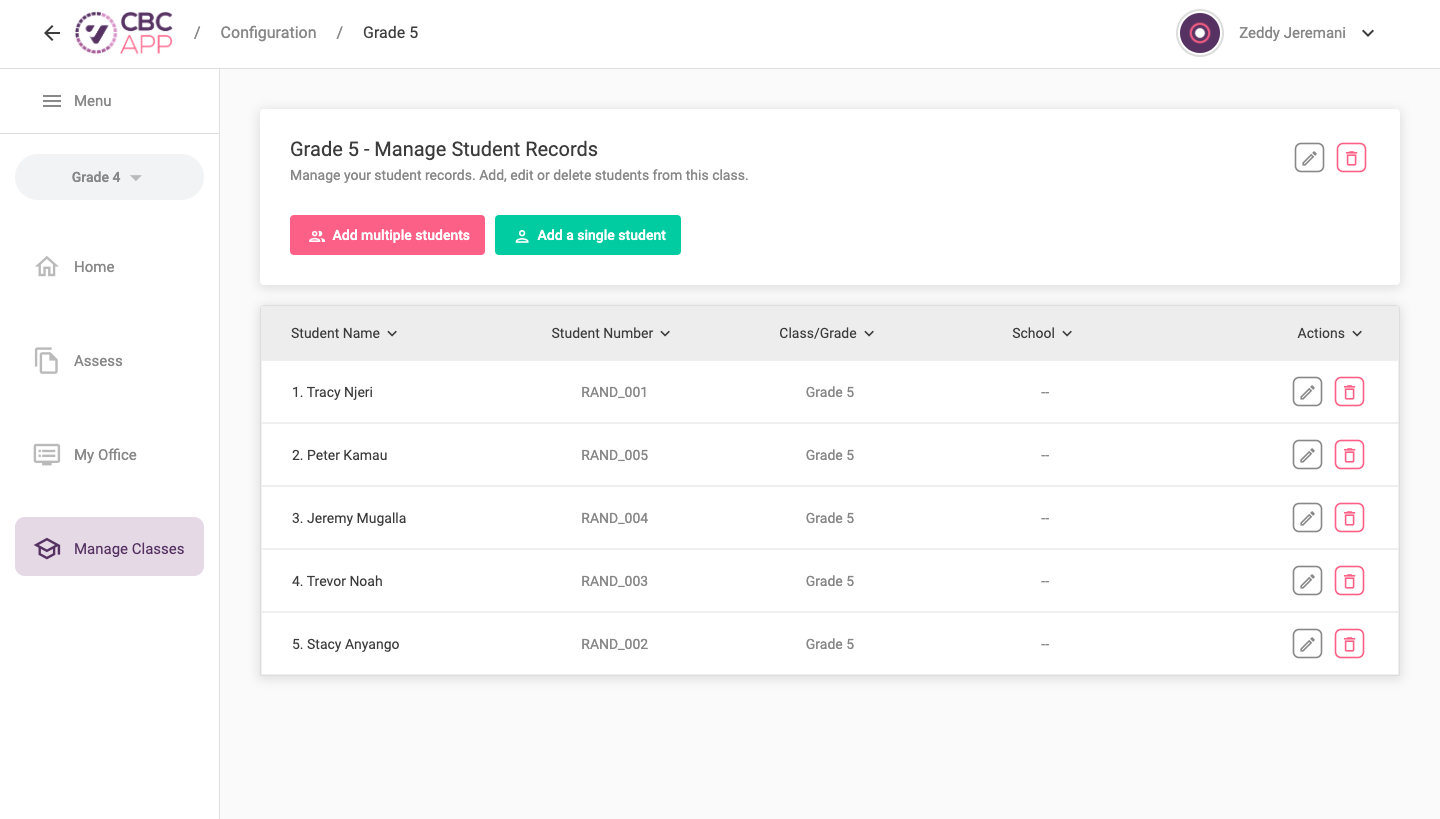 CBC
APP
/ Configuration / Grade 5
Zeddy Jeremani
Menu
Grade 4
Home
Assess
My Office
Manage Classes
Grade 5 - Manage Student Records
Manage your student records. Add, edit or delete students from this class.
Add multiple students Add a single student
Student Name Student Number Class/Grade School Actions
1. Tracy Njeri RAND_001 Grade 5 --
2. Peter Kamau RAND_005 Grade 5 --
3. Jeremy Mugalla RAND_004 Grade 5 --
4. Trevor Noah RAND_003 Grade 5 --
5. Stacy Anyango RAND_002 Grade 5 --